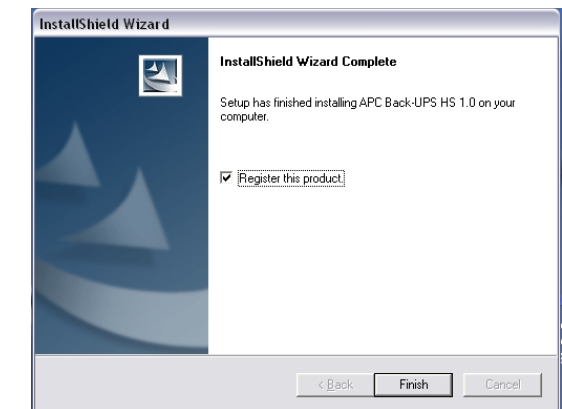 InstallShield Wizard
InstallShield Wizard Complete
Setup has finished installing APC Back-UPS HS 1.0 on your
computer.
Register this product.
< Back
Finish
Cancel